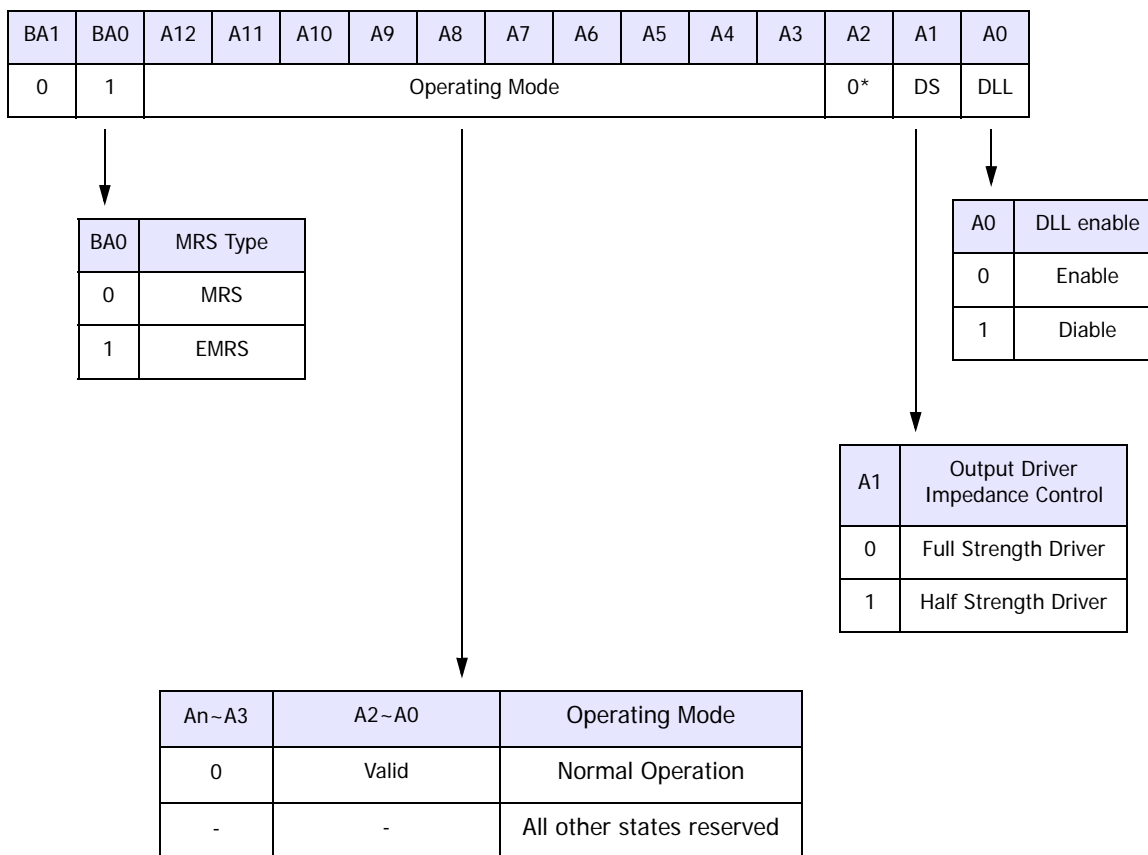 BA1 BA0 A12 A11 A10 A9 A8 A7 A6 A5 A4 A3 A2 A1 A0
0 1 Operating Mode 0* DS DLL
BA0 MRS Type
0 MRS
1 EMRS
A0 DLL enable
0 Enable
1 Diable
A1 Output Driver
Impedance Control
0 Full Strength Driver
1 Half Strength Driver
An~A3 A2~A0 Operating Mode
0 Valid Normal Operation
- - All other states reserved